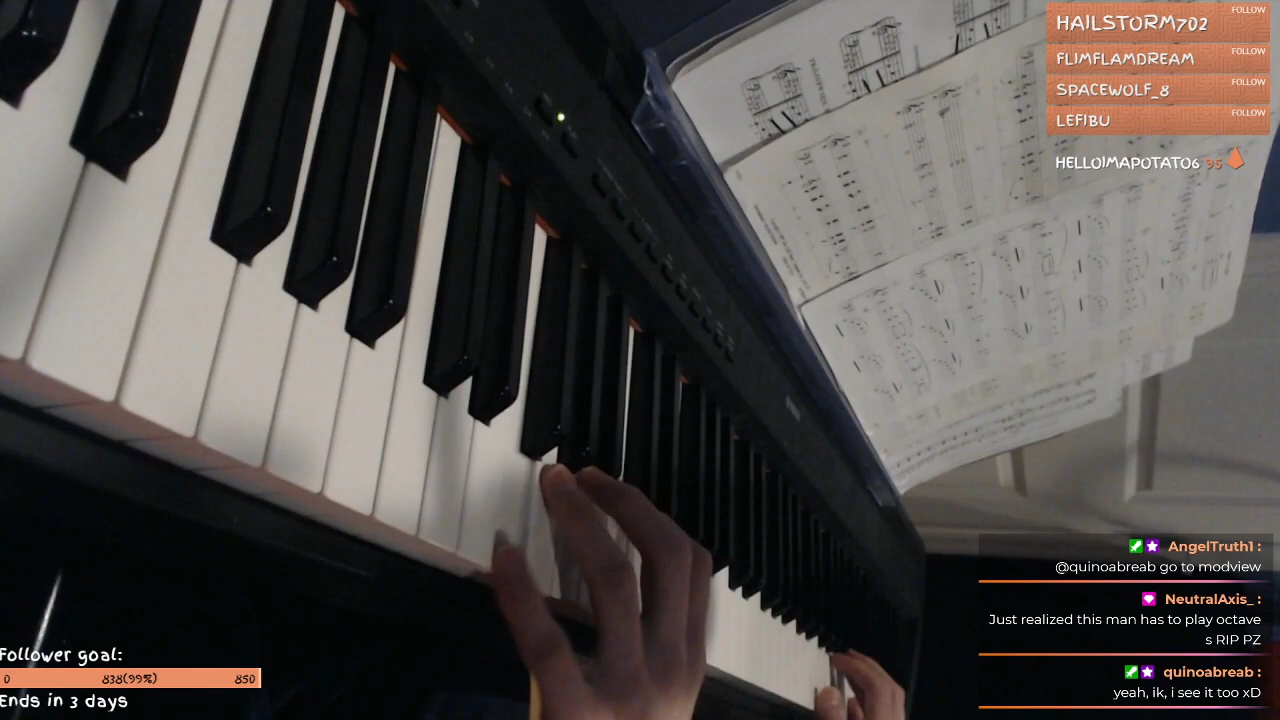 FOLLOW
HAILSTORM702
FOLLOW
FLIMFLAMDREAM
FOLLOW
SPACEWOLF_8
FOLLOW
LEFIBU
HELLOIMAPOTATO6 95
AngelTruth1 :
@quinoabreab go to modview
NeutralAxis_ :
Just realized this man has to play octave
s RIP PZ
quinoabreab :
yeah, ik, i see it too xD
Follower goal:
0 838(99%) 850
Ends in 3 days